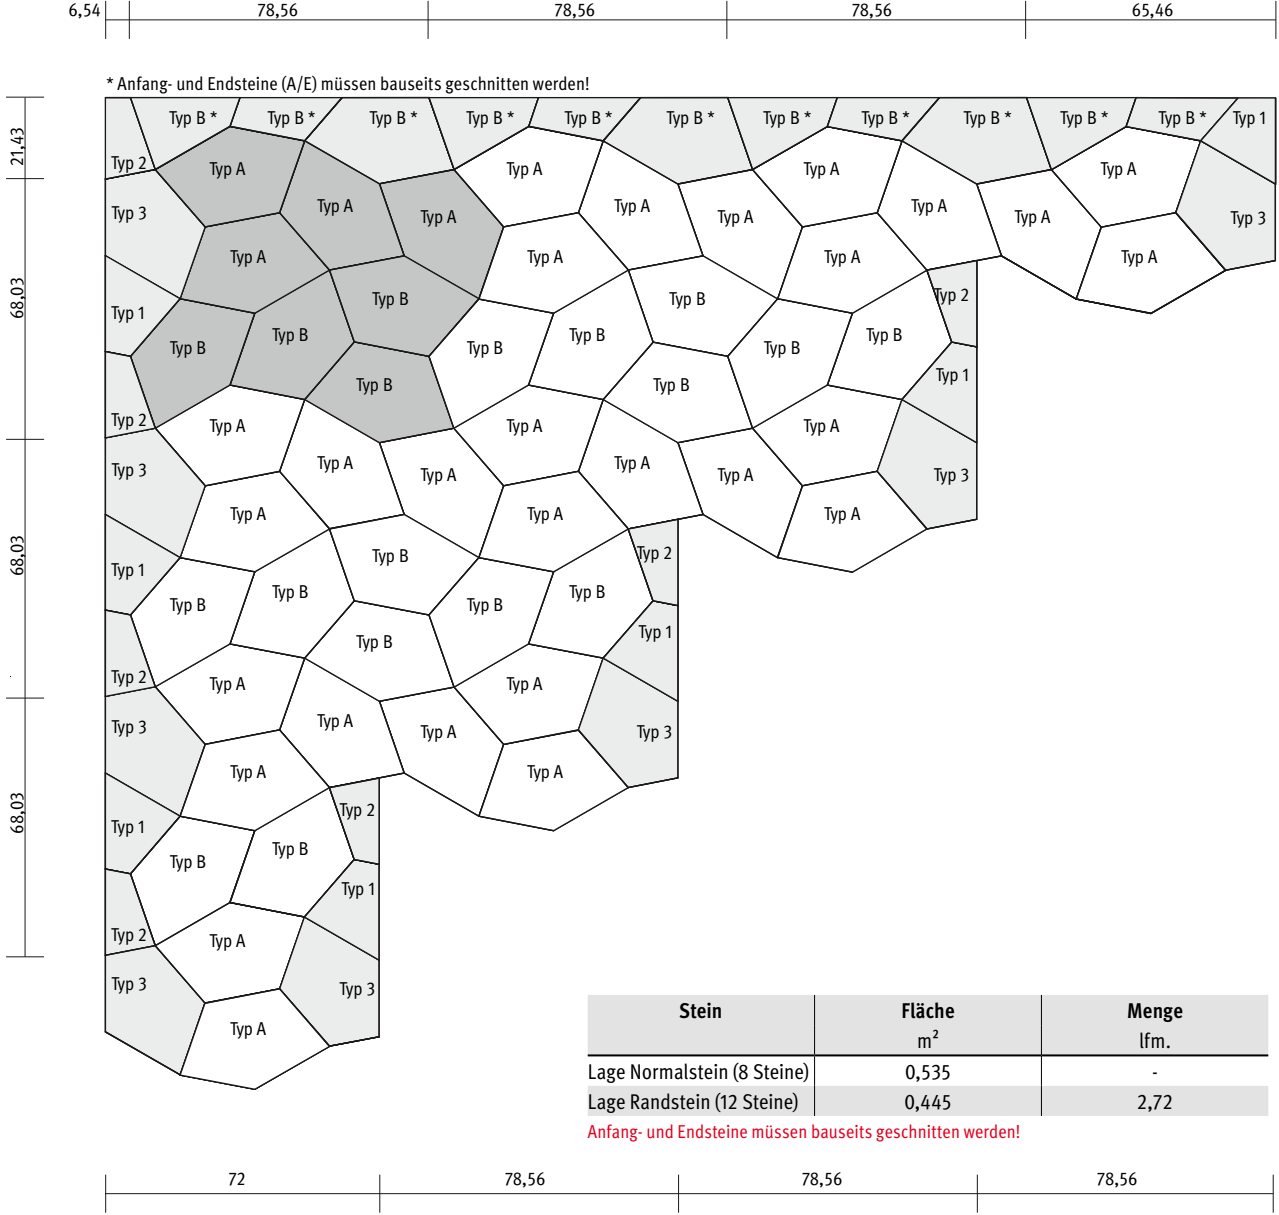 6,54 78,56 78,56 78,56 65,46
* Anfang- und Endsteine (A/E) müssen bauseits geschnitten werden!
21,43
68,03
68,03
68,03
Typ B * Typ B * Typ B * Typ B * Typ B * Typ B * Typ B * Typ B * Typ B * Typ B * Typ B * Typ 1
Typ 2 Typ A Typ A Typ A Typ A
Typ 3 Typ A Typ A Typ A Typ A Typ A Typ A Typ 3
Typ A Typ A Typ A
Typ 1 Typ B Typ B Typ 2
Typ B Typ B Typ B Typ B Typ B Typ B
Typ B Typ B Typ 1
Typ 2 Typ A Typ A Typ A
Typ 3 Typ A Typ A Typ A Typ A Typ 3
Typ A Typ A Typ A
Typ 1 Typ B Typ 2
Typ B Typ B Typ B Typ B
Typ B Typ 1
Typ 2 Typ A Typ A
Typ 3 Typ A Typ A Typ 3
Typ A Typ A
Typ 1 Typ 2
Typ B Typ B
Typ 1
Typ 2 Typ A
Typ 3 Typ 3
Typ A
Stein Fläche Menge
m² lfm.
Lage Normalstein (8 Steine) 0,535 -
Lage Randstein (12 Steine) 0,445 2,72
Anfang- und Endsteine müssen bauseits geschnitten werden!
72 78,56 78,56 78,56